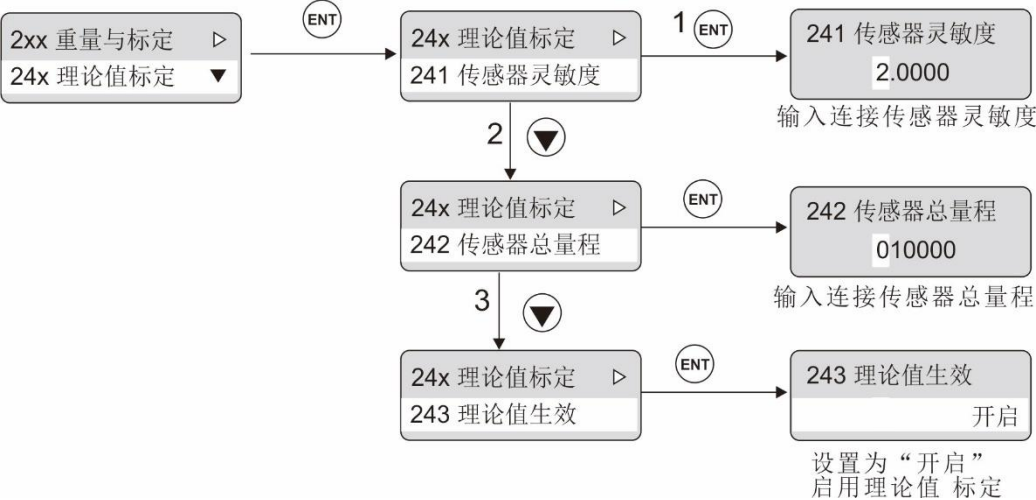 2xx 重量与标定 ▷
24x 理论值标定 ▼
ENT
24x 理论值标定 ▷
241 传感器灵敏度
1 ENT
241 传感器灵敏度
2.0000
输入连接传感器灵敏度
2 ▼
24x 理论值标定 ▷
242 传感器总量程
ENT
242 传感器总量程
010000
输入连接传感器总量程
3 ▼
24x 理论值标定 ▷
243 理论值生效
ENT
243 理论值生效
开启
设置为“开启”
启用理论值 标定